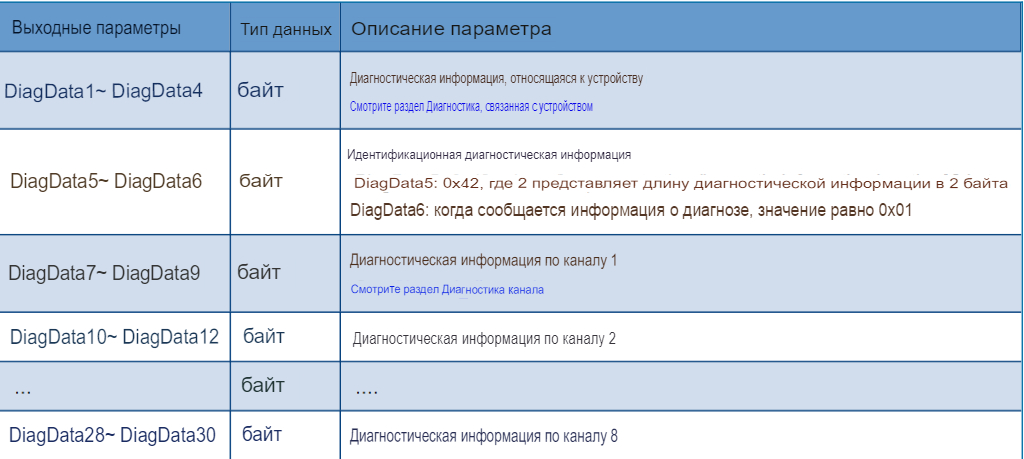 Выходные параметры
Тип данных
Описание параметра
DiagData1~ DiagData4
байт
Диагностическая информация, относящаяся к устройству
Смотрите раздел Диагностика, связанная с устройством
DiagData5~ DiagData6
байт
Идентификационная диагностическая информация
DiagData5: 0x42, где 2 представляет длину диагностической информации в 2 байта
DiagData6: когда сообщается информация о диагнозе, значение равно 0x01
DiagData7~ DiagData9
байт
Диагностическая информация по каналу 1
Смотрите раздел Диагностика канала
DiagData10~ DiagData12
байт
Диагностическая информация по каналу 2
...
байт
....
DiagData28~ DiagData30
байт
Диагностическая информация по каналу 8